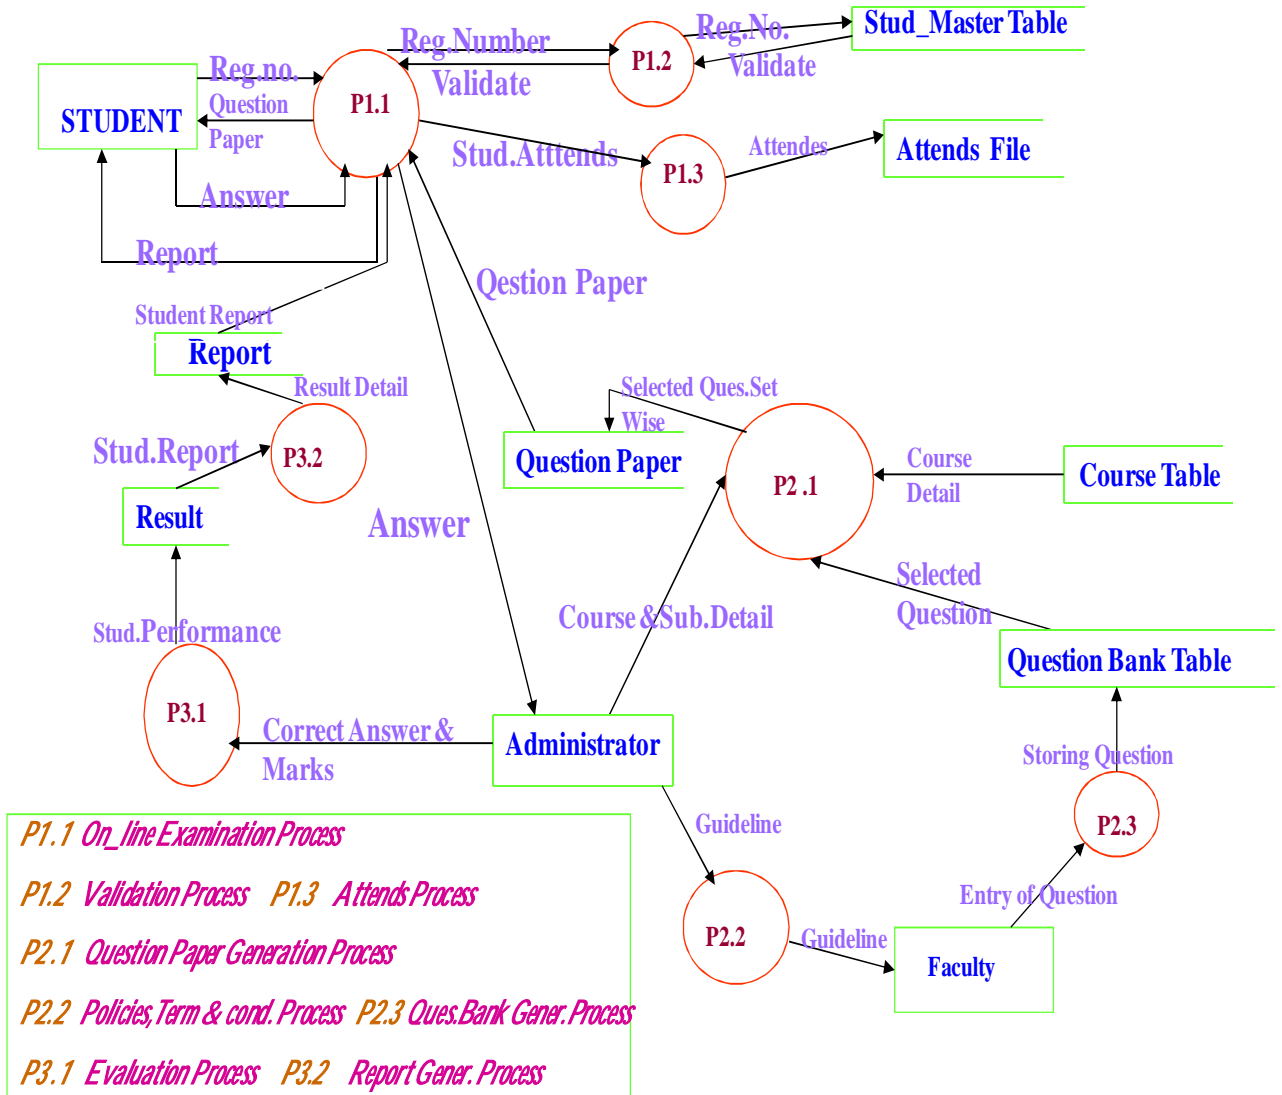 Reg.Number
Reg.No.
Stud_Master Table
P1.2
Validate
Validate
Reg.no.
P1.1
Question
Paper
STUDENT
Stud.Atttends
Attendes
Attends File
P1.3
Answer
Report
Qestion Paper
Student Report
Report
Result Detail
Selected Ques.Set
Wise
Stud.Report
P3.2
Question Paper
P2 .1
Course
Detail
Course Table
Result
Answer
Selected
Question
Course &Sub.Detail
Stud.Performance
Question Bank Table
P3.1
Correct Answer &
Marks
Administrator
Storing Question
Guideline
P2.3
Entry of Question
P2.2
Guideline
Faculty
P1.1 On_line Examination Process
P1.2 Validation Process P1.3 Attends Process
P2.1 Question Paper Generation Process
P2.2 Policies,Term & cond. Process P2.3 Ques.Bank Gener.Process
P3.1 Evaluation Process P3.2 Report Gener. Process